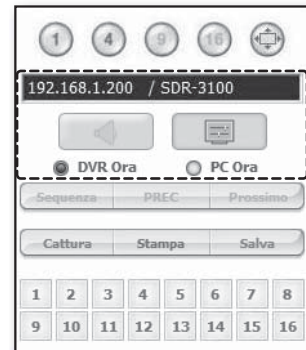 1 4 9 16
192.168.1.200 / SDR-3100
DVR Ora PC Ora
Sequenza PREC Prossimo
Cattura Stampa Salva
1 2 3 4 5 6 7 8
9 10 11 12 13 14 15 16